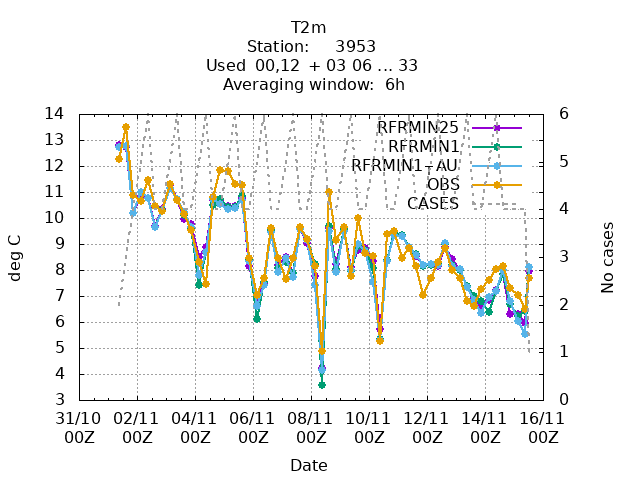 T2m
Station: 3953
Used 00,12 + 03 06 ... 33
Averaging window: 6h
14 6
RFRMIN25
13
RFRMIN1
5
12 RFRMIN1-AU
11 OBS
CASES
10 4
9
deg C
8 3
No cases
7
6 2
5
4 1
3 0
31/10 02/11 04/11 06/11 08/11 10/11 12/11 14/11 16/11
00Z 00Z 00Z 00Z 00Z 00Z 00Z 00Z 00Z
Date